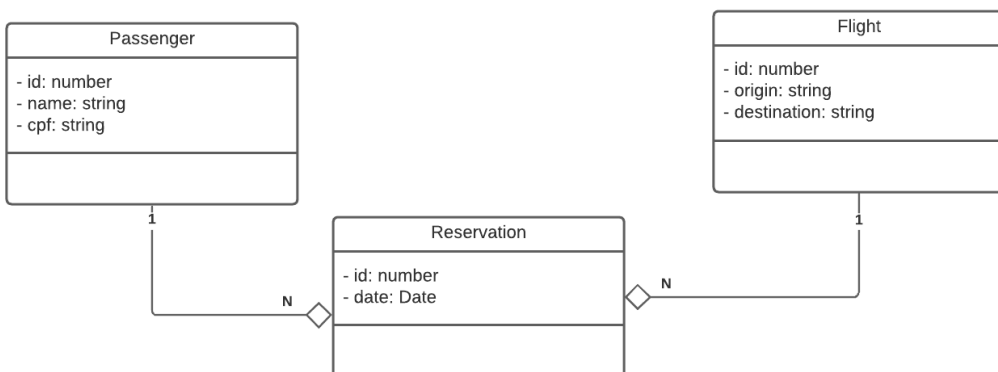 Passenger
- id: number
- name: string
- cpf: string
1
Flight
- id: number
- origin: string
- destination: string
1
Reservation
- id: number
- date: Date
N
N